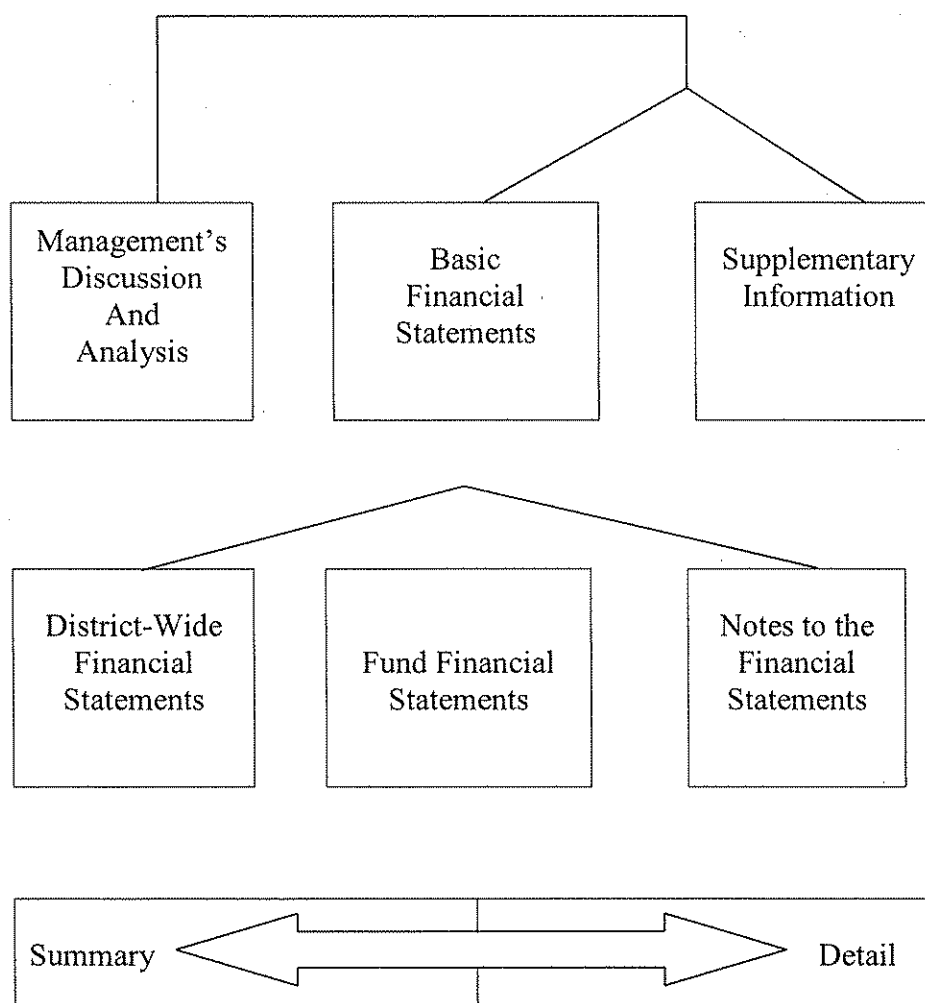 Management's
Discussion
And
Analysis
Basic
Financial
Statements
Supplementary
Information
District-Wide
Financial
Statements
Fund Financial
Statements
Notes to the
Financial
Statements
Summary
Detail